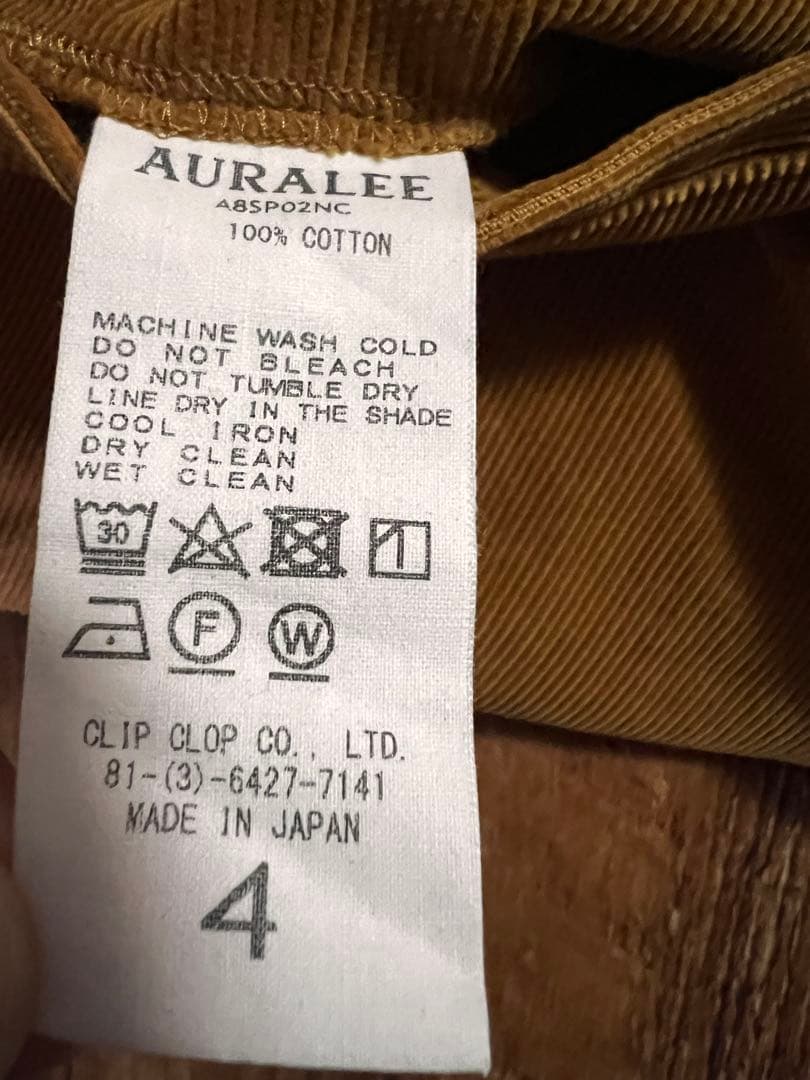 AURALEE
A8SP02NC
100% COTTON
MACHINE WASH COLD
DO NOT BLEACH
DO NOT TUMBLE DRY
LINE DRY IN THE SHADE
COOL IRON
DRY CLEAN
WET CLEAN
30
F W
CLIP CLOP CO., LTD.
81-(3)-6427-7141
MADE IN JAPAN
4